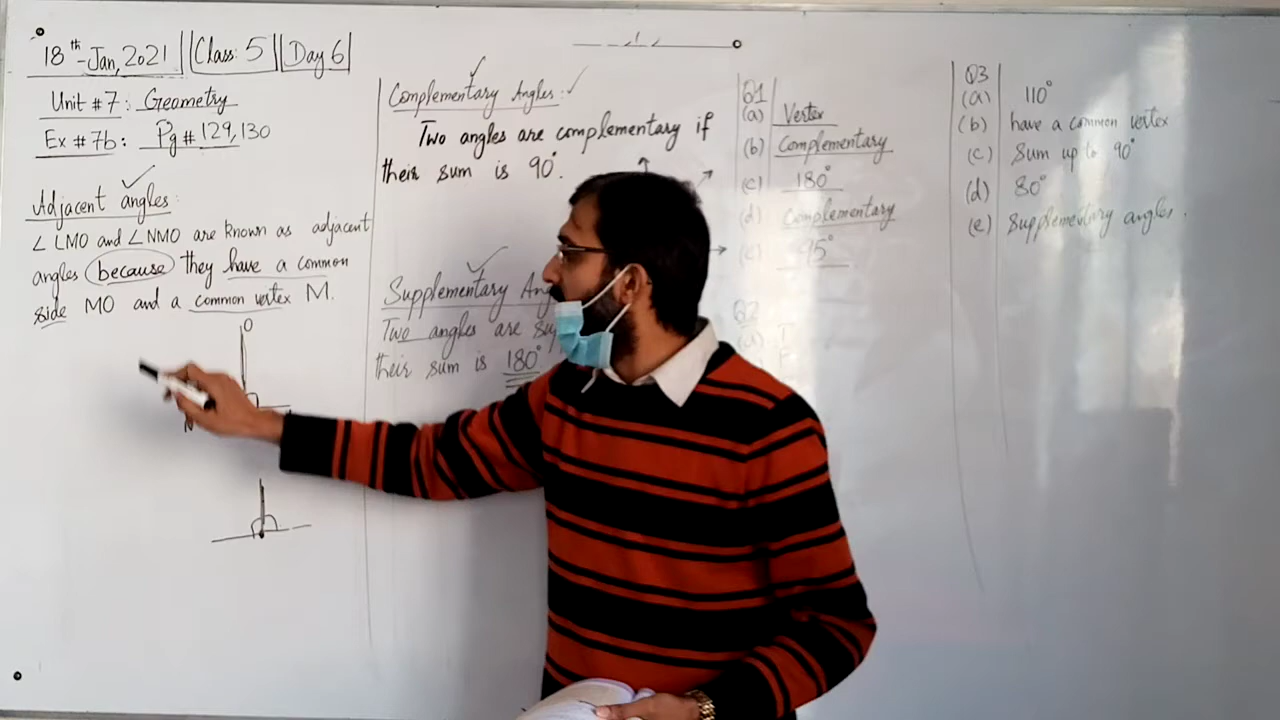 18th-Jan, 2021 Class: 5 Day 6
Unit #7: Geometry
Ex #7b: Pg # 129, 130
Adjacent angles:
∠LMO and ∠NMO are known as adjacent
angles because they have a common
side MO and a common vertex M.
O
N
Complementary Angles:
Two angles are complementary if
their sum is 90°.
Supplementary Ang
Two angles are sup
their sum is 180°
Q1
(a) Vertex
(b) Complementary
(c) 180°
(d) Complementary
(e) 95°
Q2
(a) T
F
Q3
(a) 110°
(b) have a common vertex
(c) Sum up to 90°
(d) 80°
(e) Supplementary angles.